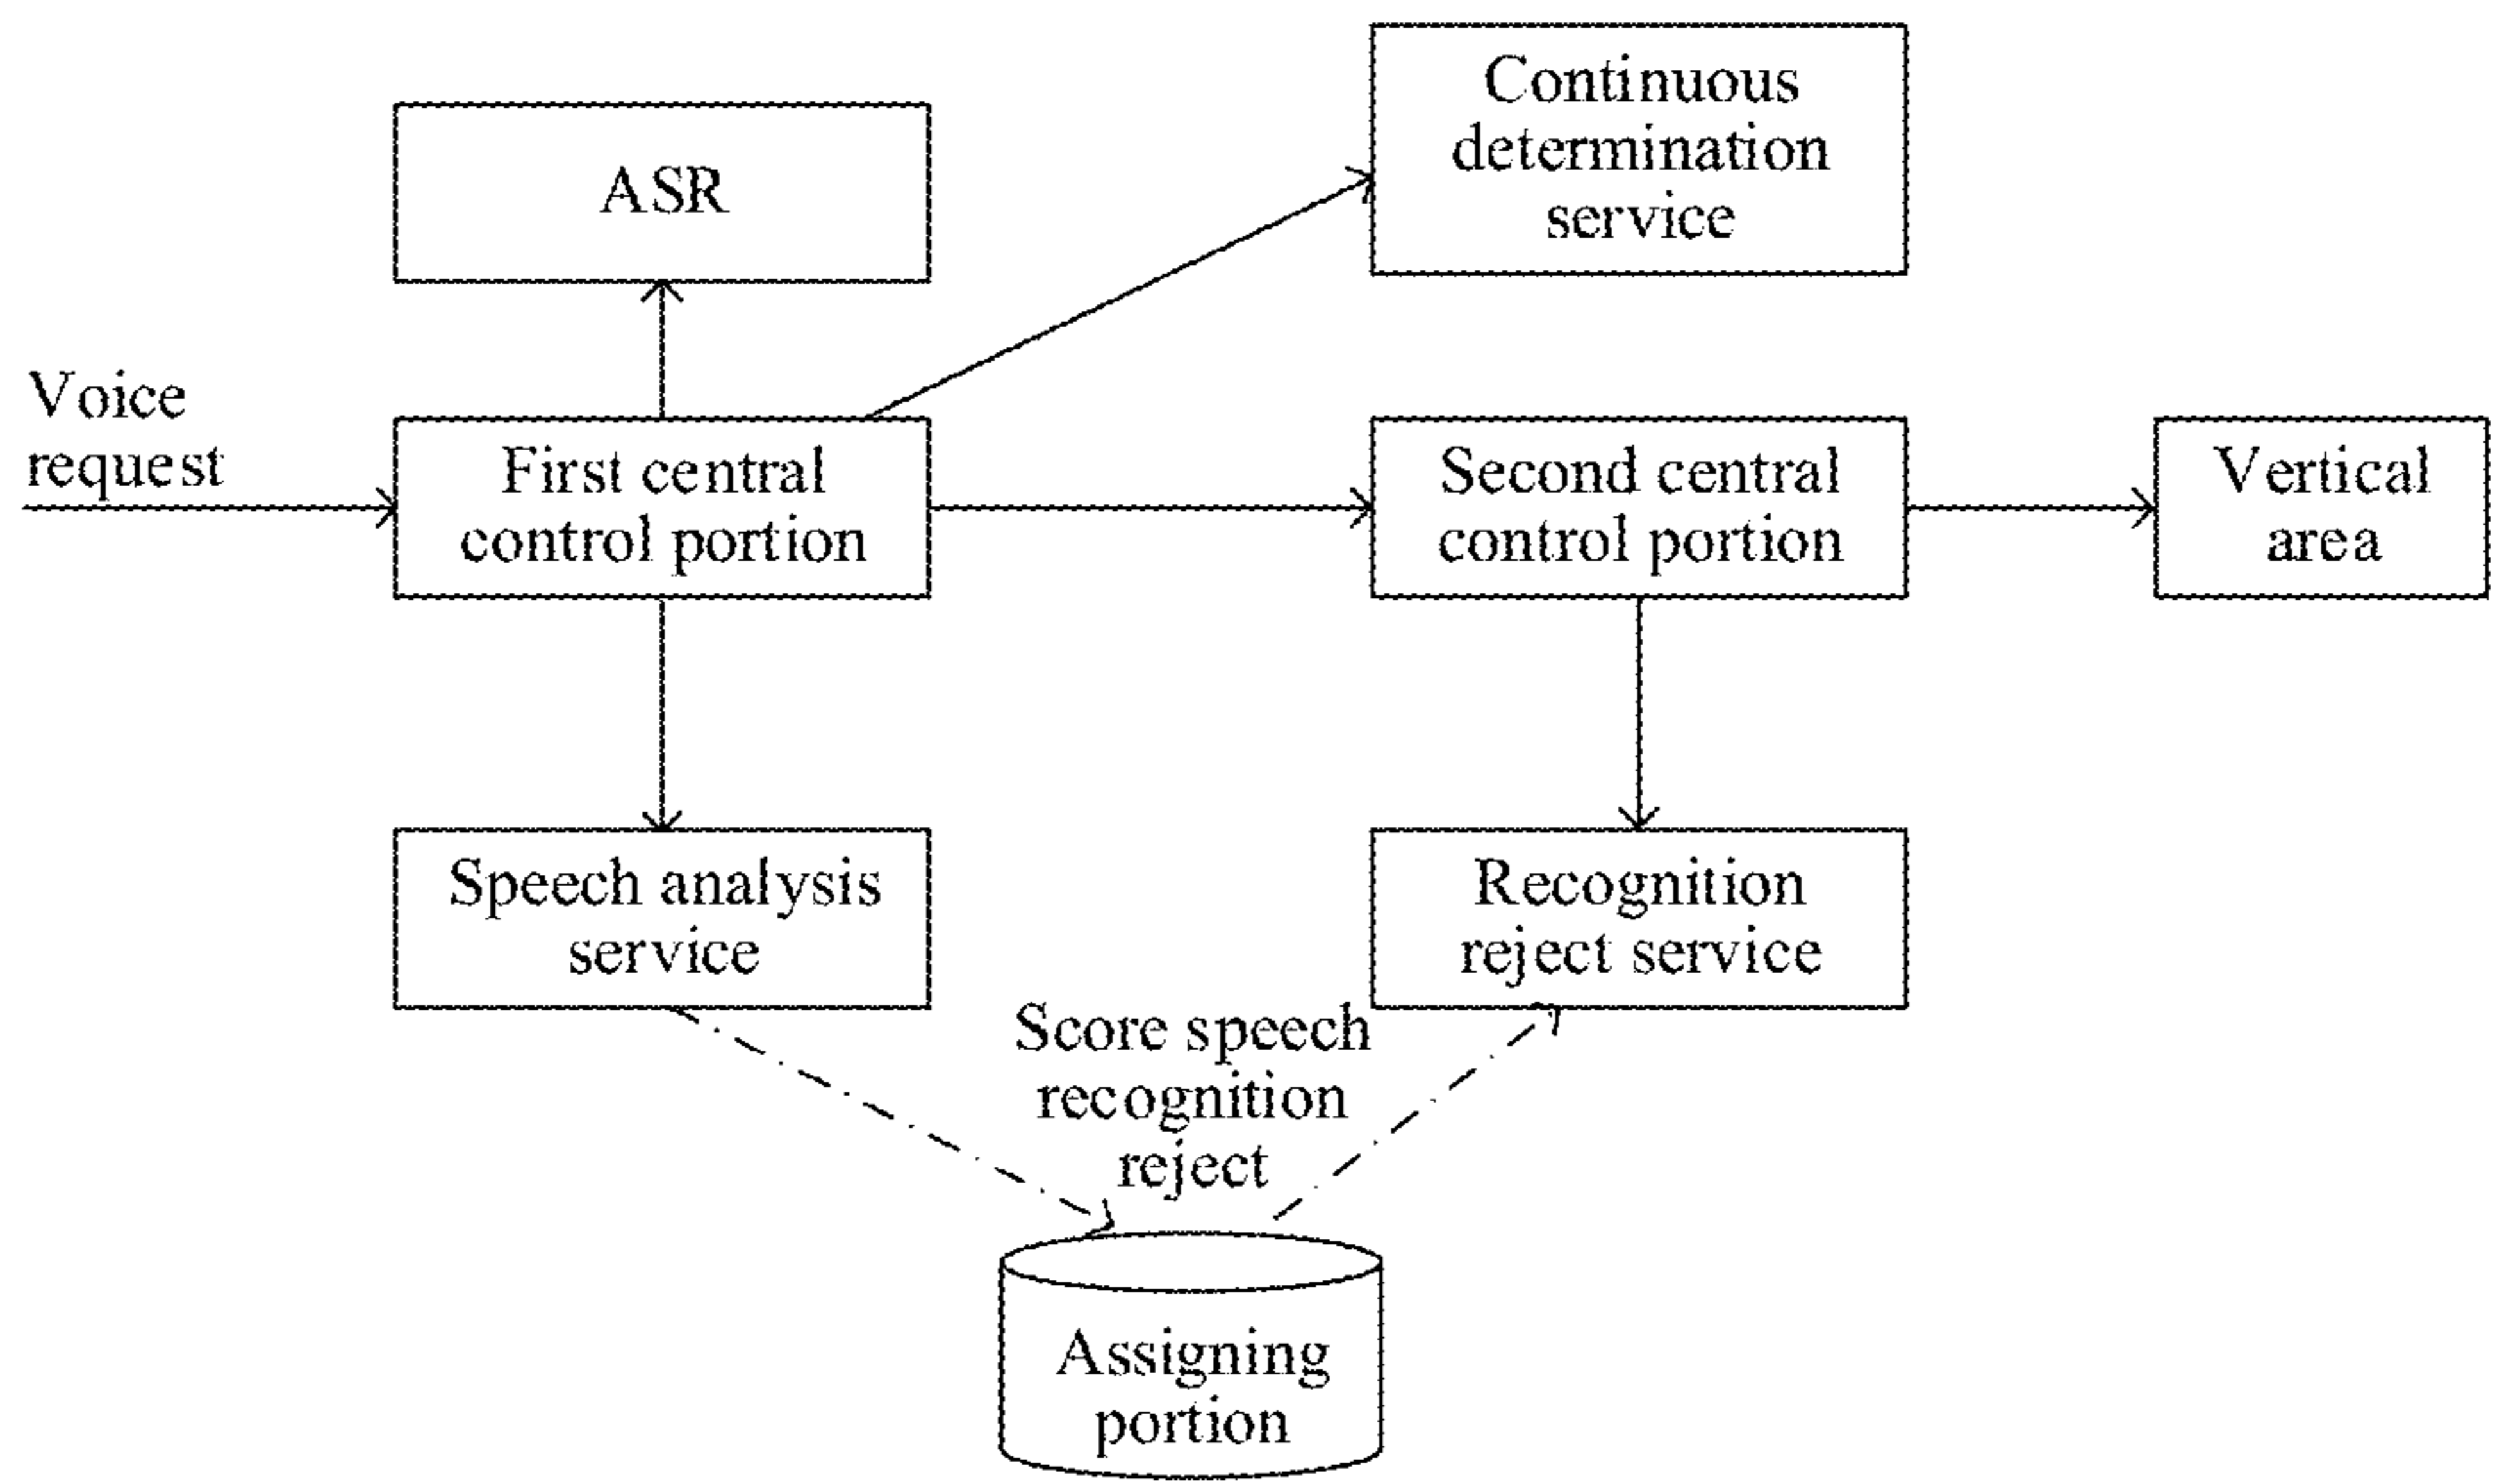 Continuous
determination
service
ASR
Voice
request
First central
control portion
Second central
control portion
Vertical
area
Speech analysis
service
Recognition
reject service
Score speech
recognition
reject
Assigning
portion